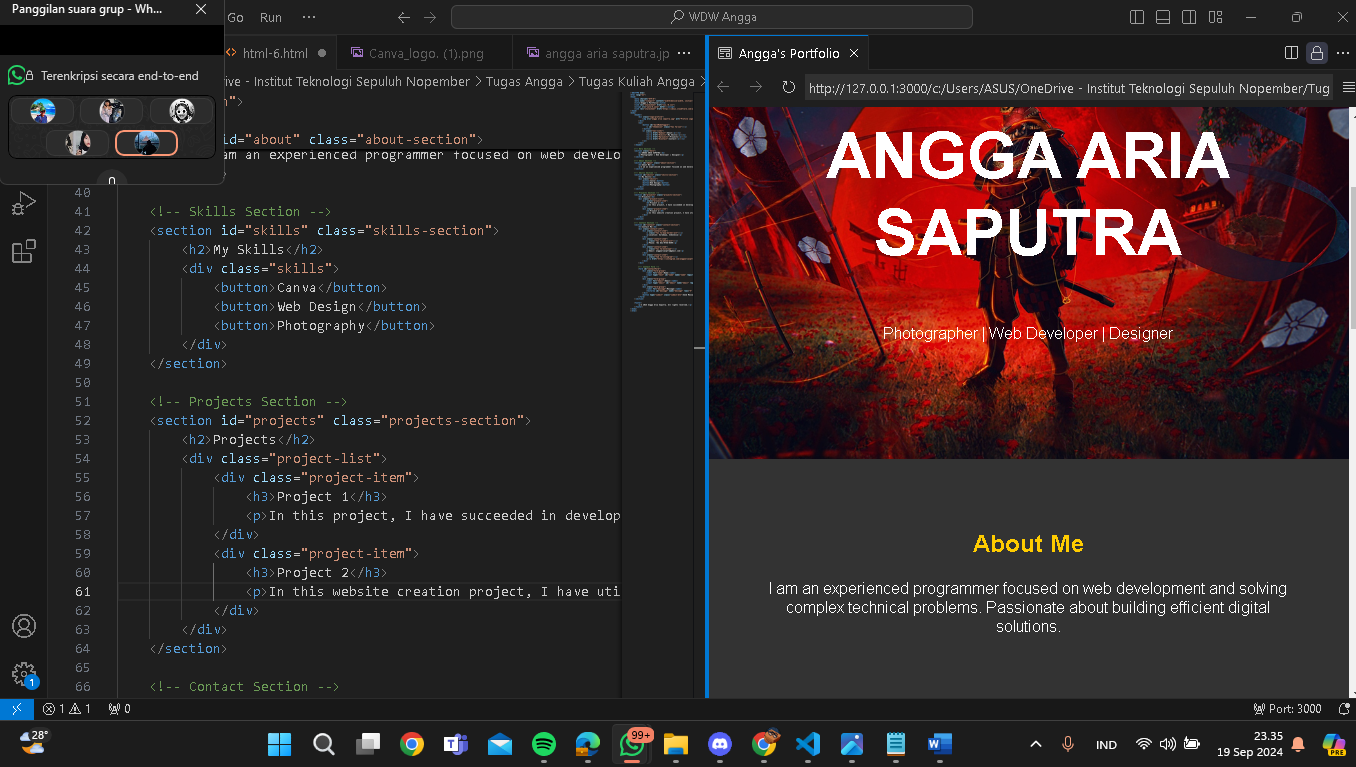 Panggilan suara grup - Wh...
Terenkripsi secara end-to-end
Go Run ···
WDW Angga
html-6.html
Canva_logo. (1).png
angga aria saputra.jp
ive - Institut Teknologi Sepuluh Nopember > Tugas Angga > Tugas Kuliah Angga >
n">
id="about" class="about-section">
am an experienced programmer focused on web develo
40
41 <!-- Skills Section -->
42 <section id="skills" class="skills-section">
43 <h2>My Skills</h2>
44 <div class="skills">
45 <button>Canva</button>
46 <button>Web Design</button>
47 <button>Photography</button>
48 </div>
49 </section>
50
51 <!-- Projects Section -->
52 <section id="projects" class="projects-section">
53 <h2>Projects</h2>
54 <div class="project-list">
55 <div class="project-item">
56 <h3>Project 1</h3>
57 <p>In this project, I have succeeded in develop
58 </div>
59 <div class="project-item">
60 <h3>Project 2</h3>
61 <p>In this website creation project, I have uti
62 </div>
63 </div>
64 </section>
65
66 <!-- Contact Section -->
Angga's Portfolio
http://127.0.0.1:3000/c:/Users/ASUS/OneDrive - Institut Teknologi Sepuluh Nopember/Tug
ANGGA ARIA
SAPUTRA
Photographer | Web Developer | Designer
About Me
I am an experienced programmer focused on web development and solving
complex technical problems. Passionate about building efficient digital
solutions.
1
1 1 0
Port: 3000
28°
99+
IND
23.35
19 Sep 2024
PRE